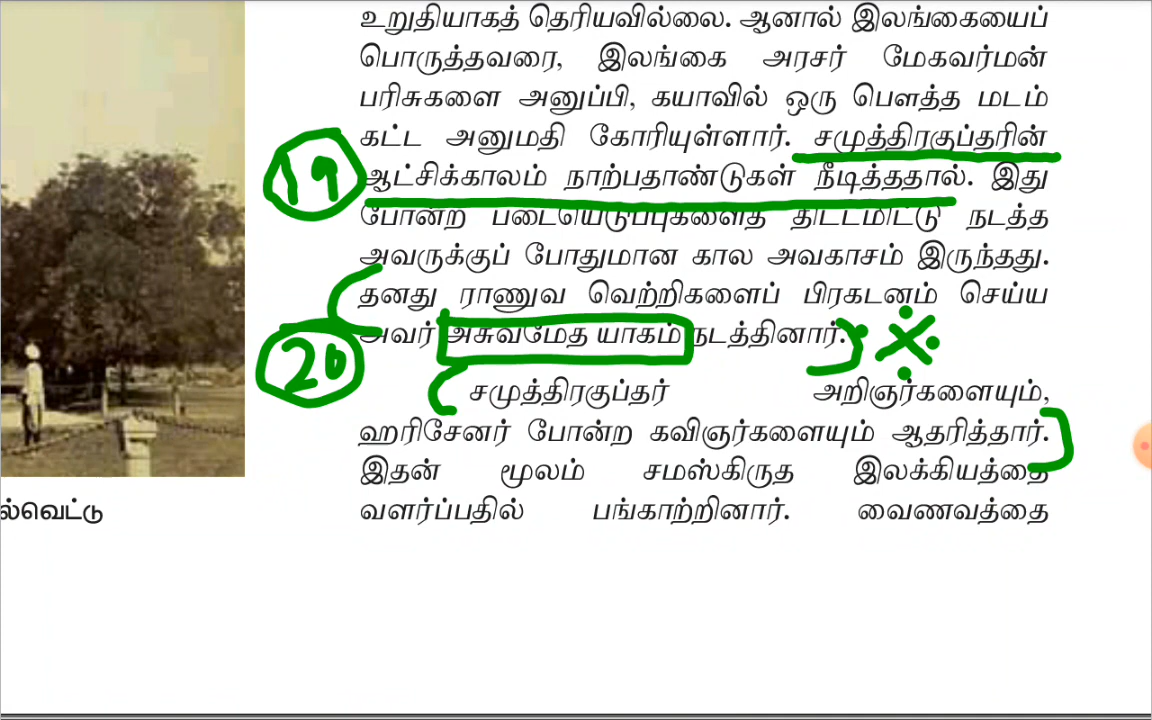 உறுதியாகத் தெரியவில்லை. ஆனால் இலங்கையைப்
பொருத்தவரை, இலங்கை அரசர் மேகவர்மன்
பரிசுகளை அனுப்பி, கயாவில் ஒரு பௌத்த மடம்
கட்ட அனுமதி கோரியுள்ளார். சமுத்திரகுப்தரின்
19 ஆட்சிக்காலம் நாற்பதாண்டுகள் நீடித்ததால். இது
போன்ற படையெடுப்புகளைத் திட்டமிட்டு நடத்த
அவருக்குப் போதுமான கால அவகாசம் இருந்தது.
தனது ராணுவ வெற்றிகளைப் பிரகடனம் செய்ய
20 அவர் அசுவமேத யாகம் நடத்தினார்.
சமுத்திரகுப்தர் அறிஞர்களையும்,
ஹரிசேனர் போன்ற கவிஞர்களையும் ஆதரித்தார்.
இதன் மூலம் சமஸ்கிருத இலக்கியத்தை
வளர்ப்பதில் பங்காற்றினார். வைணவத்தை
ல்வெட்டு